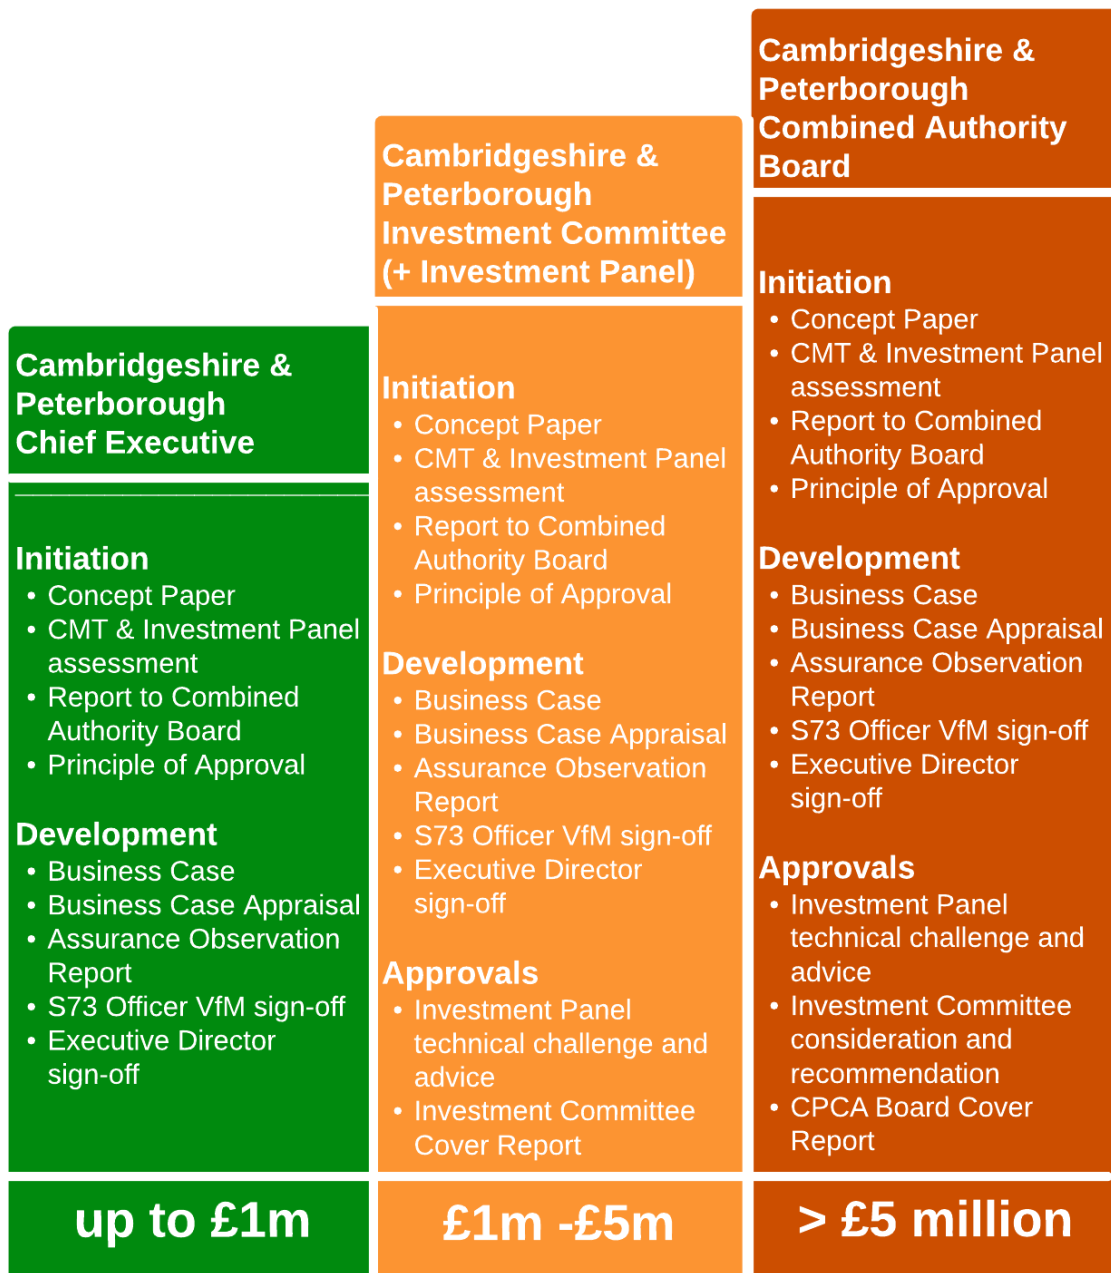 Cambridgeshire &
Peterborough
Chief Executive
Initiation
• Concept Paper
• CMT & Investment Panel
assessment
• Report to Combined
Authority Board
• Principle of Approval
Development
• Business Case
• Business Case Appraisal
• Assurance Observation
Report
• S73 Officer VfM sign-off
• Executive Director
sign-off
up to £1m
Cambridgeshire &
Peterborough
Investment Committee
(+ Investment Panel)
Initiation
• Concept Paper
• CMT & Investment Panel
assessment
• Report to Combined
Authority Board
• Principle of Approval
Development
• Business Case
• Business Case Appraisal
• Assurance Observation
Report
• S73 Officer VfM sign-off
• Executive Director
sign-off
Approvals
• Investment Panel
technical challenge and
advice
• Investment Committee
Cover Report
£1m -£5m
Cambridgeshire &
Peterborough
Combined Authority
Board
Initiation
• Concept Paper
• CMT & Investment Panel
assessment
• Report to Combined
Authority Board
• Principle of Approval
Development
• Business Case
• Business Case Appraisal
• Assurance Observation
Report
• S73 Officer VfM sign-off
• Executive Director
sign-off
Approvals
• Investment Panel
technical challenge and
advice
• Investment Committee
consideration and
recommendation
• CPCA Board Cover
Report
> £5 million